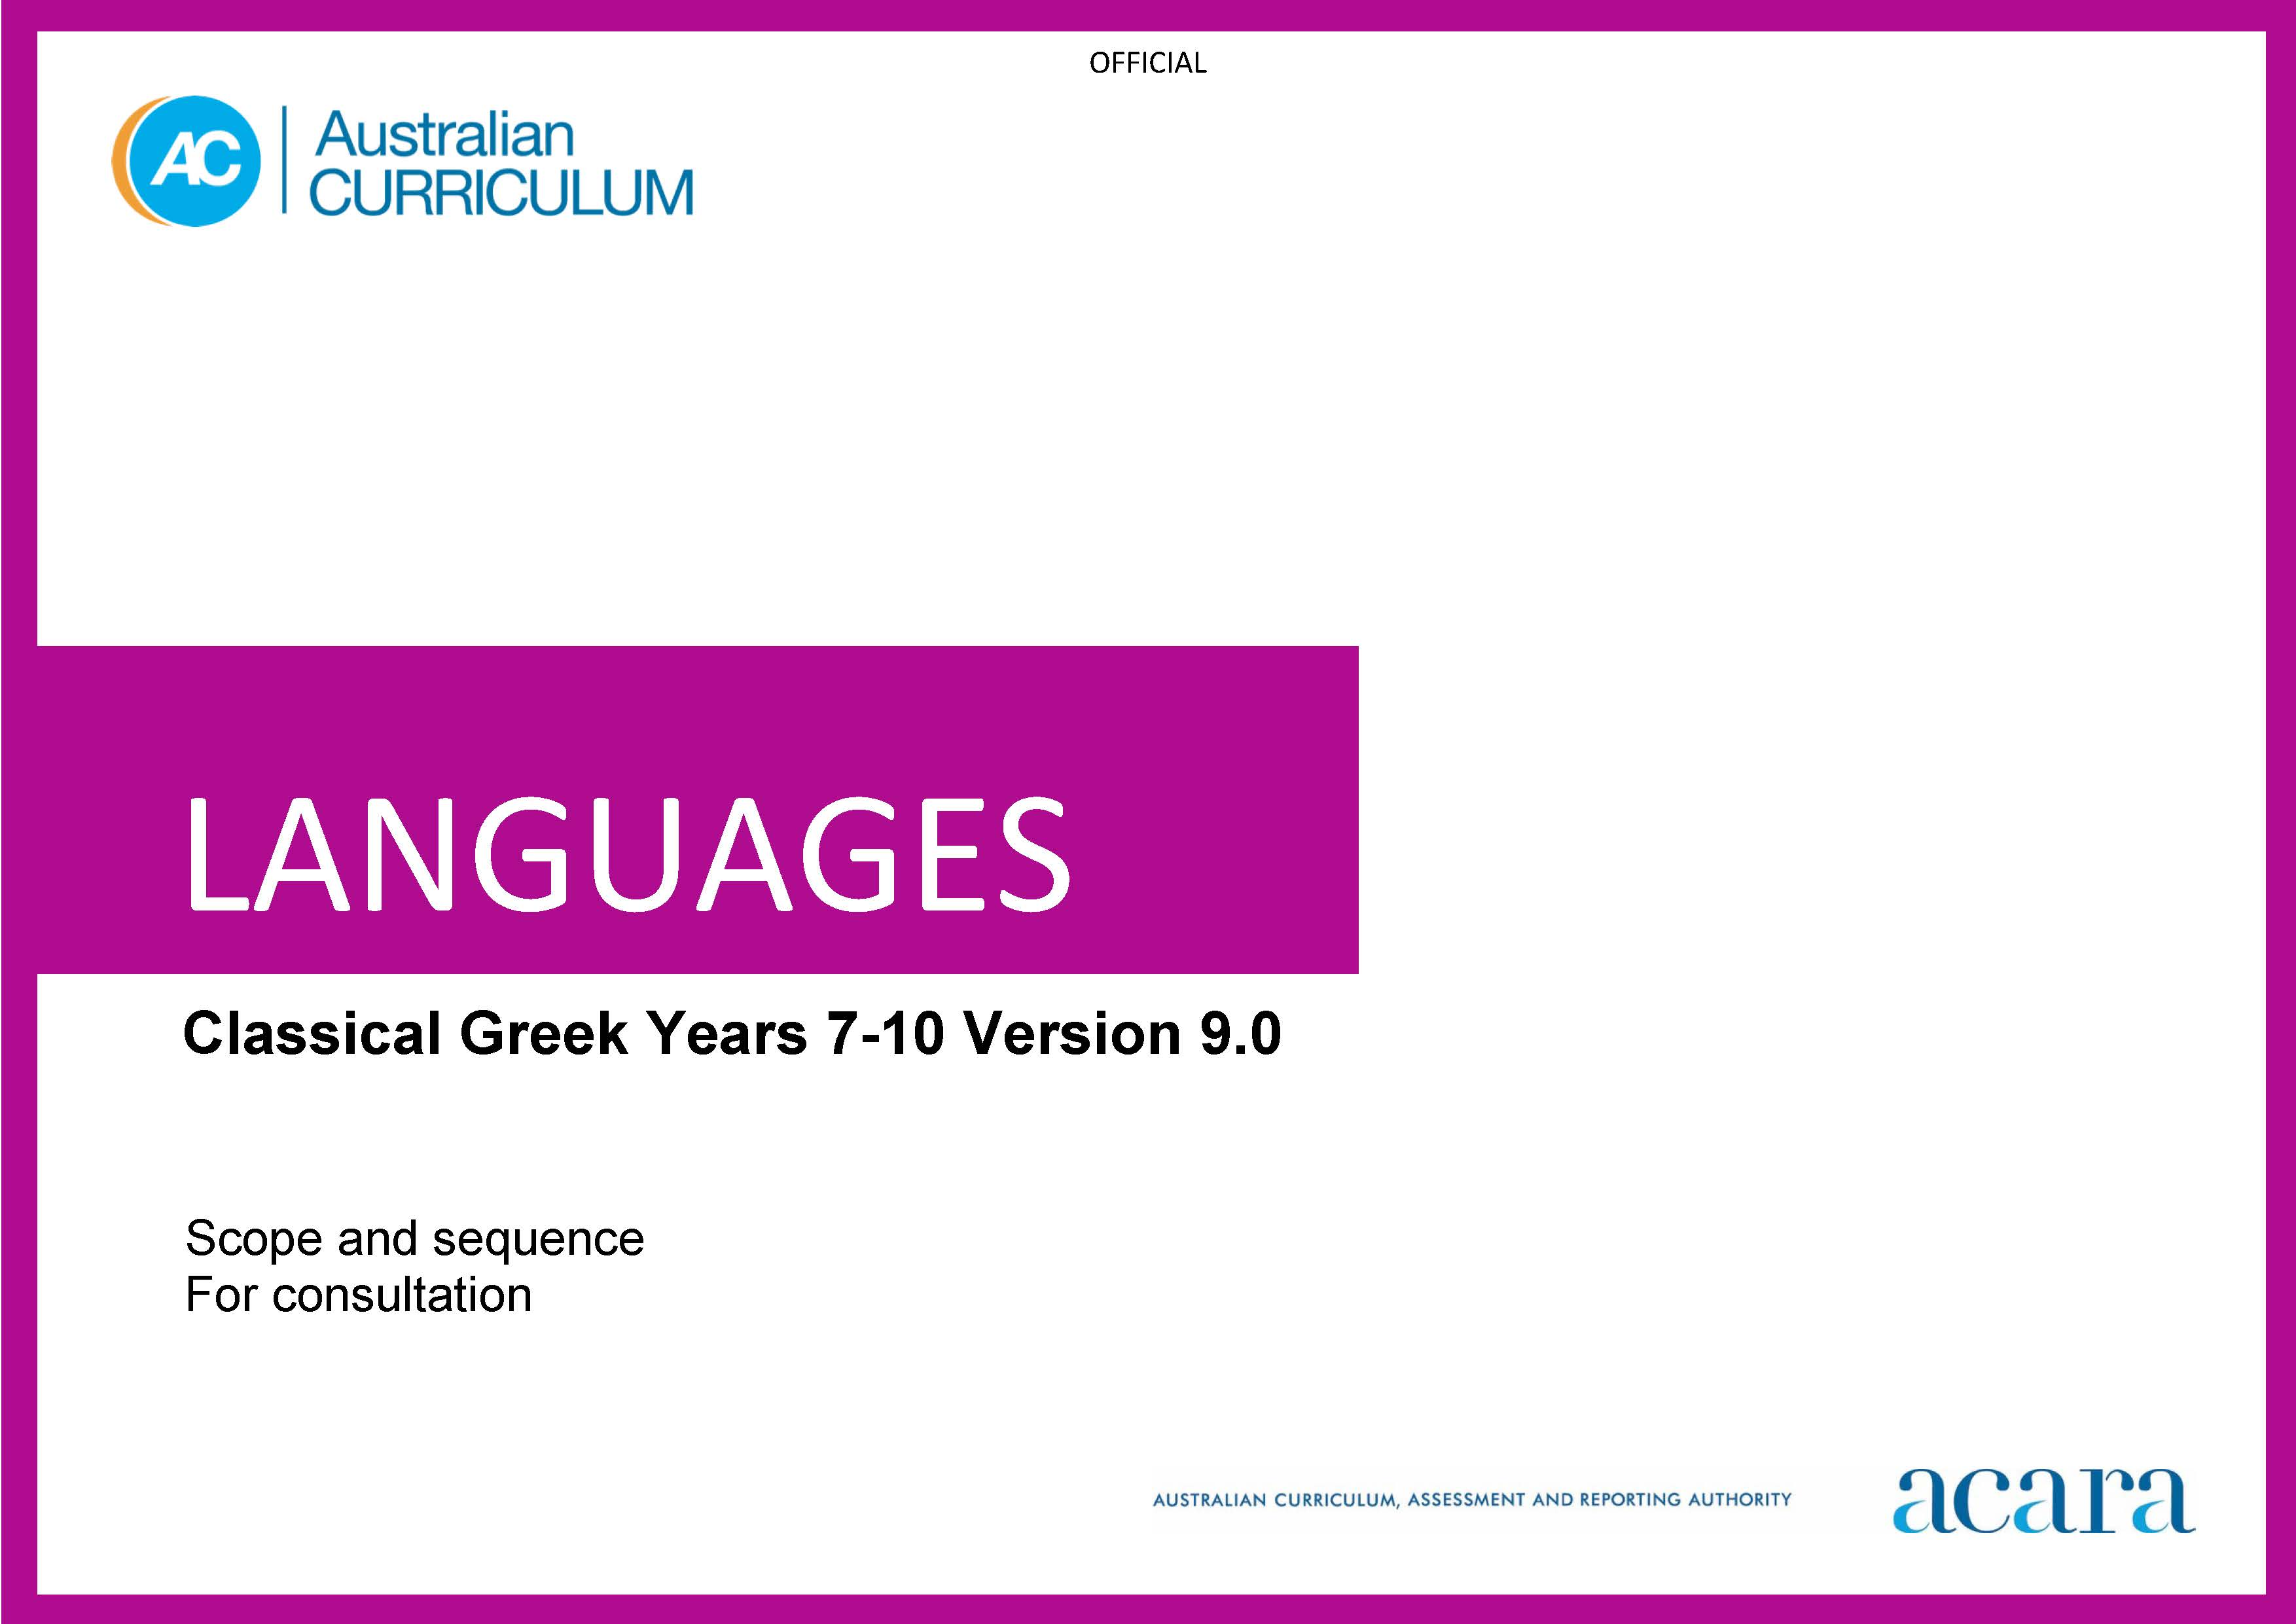 OFFICIAL
AC
Australian
CURRICULUM
LANGUAGES
Classical Greek Years 7-10 Version 9.0
Scope and sequence
For consultation
AUSTRALIAN CURRICULUM, ASSESSMENT AND REPORTING AUTHORITY
acara